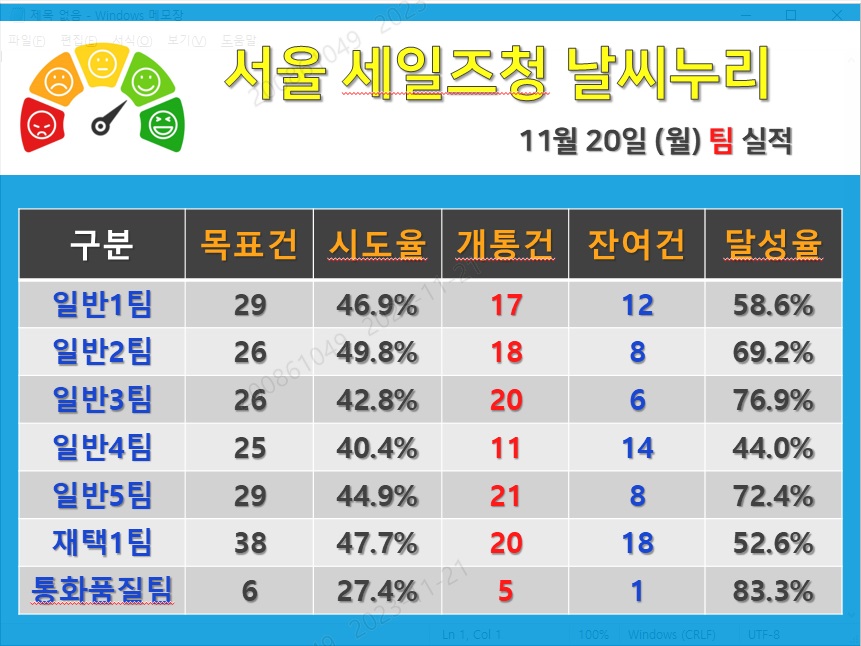 제목 없음 - Windows 메모장
파일(F) 편집(E) 서식(O) 보기(V) 도움말
서울 세일즈청 날씨누리
11월 20일 (월) 팀 실적
구분 목표건 시도율 개통건 잔여건 달성율
일반1팀 29 46.9% 17 12 58.6%
일반2팀 26 49.8% 18 8 69.2%
일반3팀 26 42.8% 20 6 76.9%
일반4팀 25 40.4% 11 14 44.0%
일반5팀 29 44.9% 21 8 72.4%
재택1팀 38 47.7% 20 18 52.6%
통화품질팀 6 27.4% 5 1 83.3%
00861049 2023-11-21
Ln 1, Col 1 100% Windows (CRLF) UTF-8